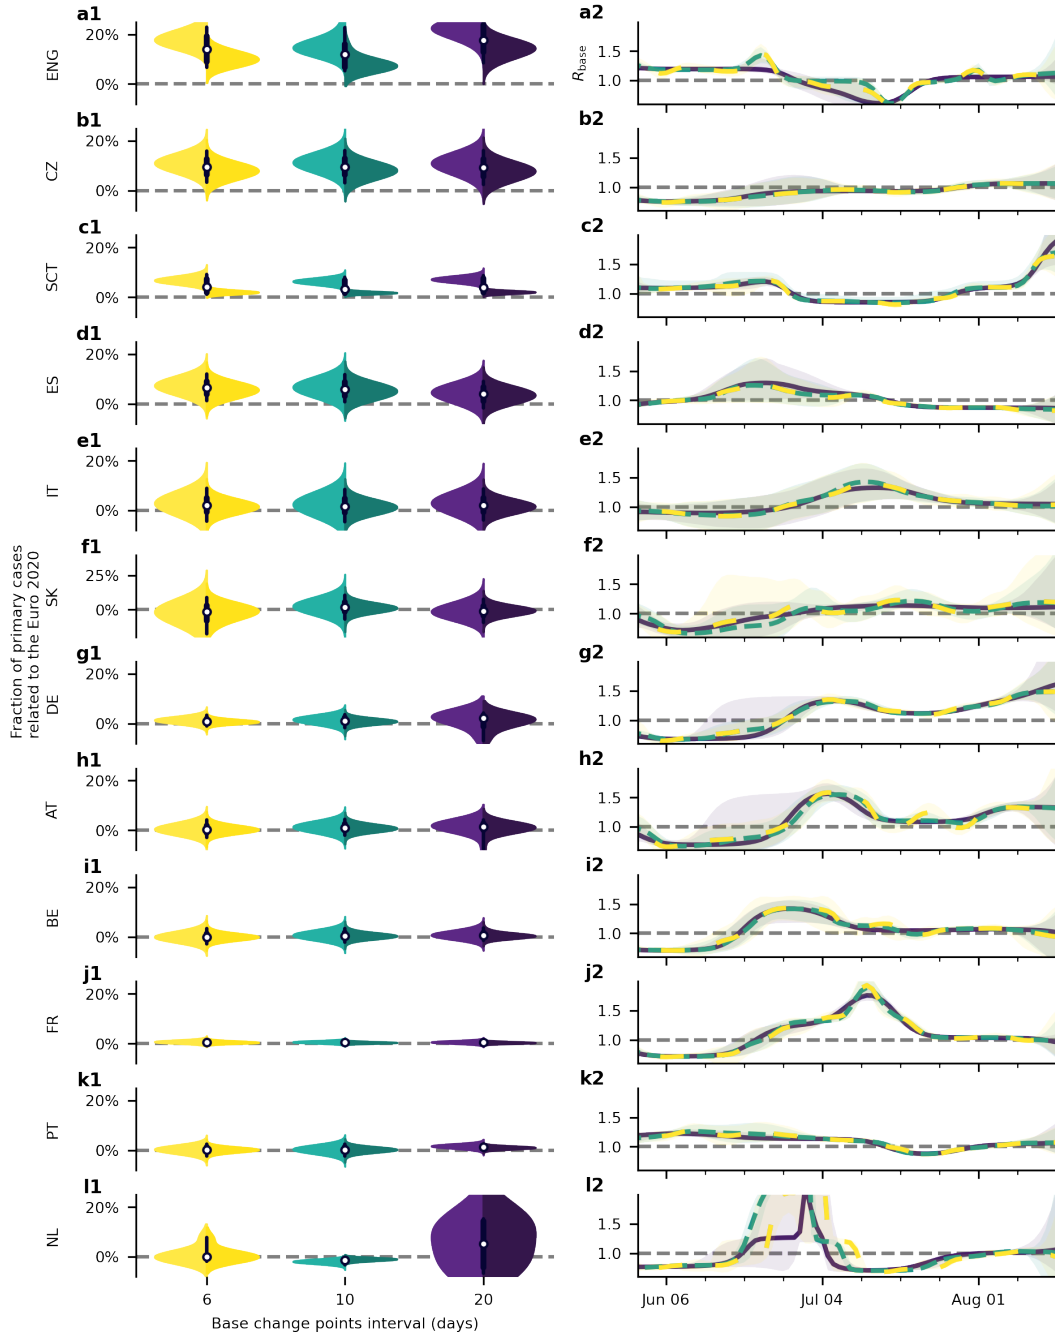 a1
20%
0%
ENG
a2
1.5
1.0
R base
b1
20%
0%
CZ
b2
1.5
1.0
c1
20%
0%
SCT
c2
1.5
1.0
d1
20%
0%
ES
d2
1.5
1.0
e1
20%
0%
IT
e2
1.5
1.0
Fraction of primary cases
related to the Euuro 2020
f1
25%
0%
SK
f2
1.5
1.0
g1
20%
0%
DE
g2
1.5
1.0
h1
20%
0%
AT
h2
1.5
1.0
i1
20%
0%
BE
i2
1.5
1.0
j1
20%
0%
FR
j2
1.5
1.0
k1
20%
0%
PT
k2
1.5
1.0
l1
20%
0%
NL
l2
1.5
1.0
6 10 20
Base change points interval (days)
Jun 06 Jul 04 Aug 01